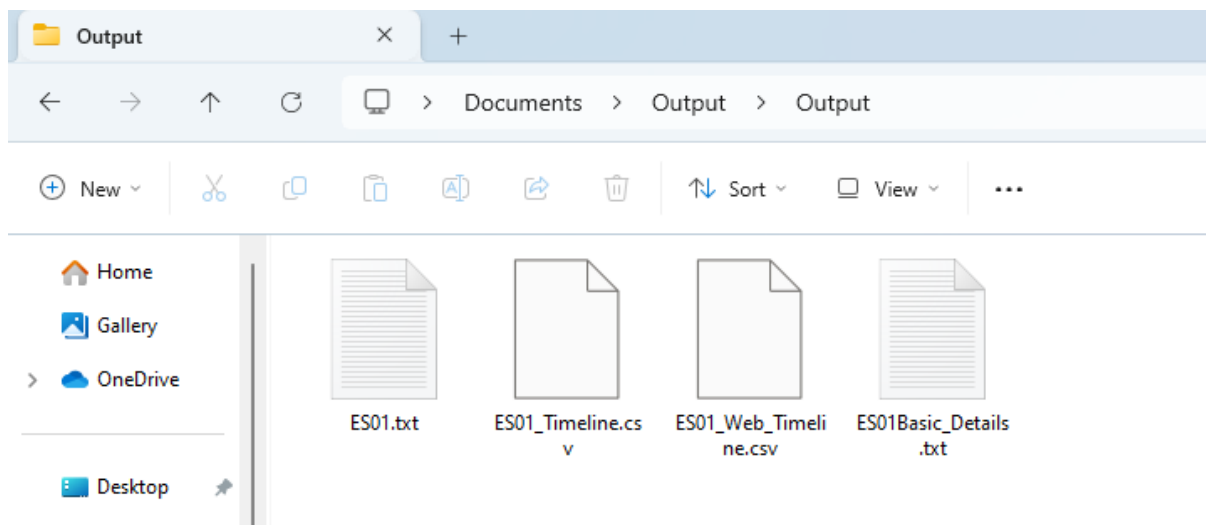 Output
Documents > Output > Output
New Sort View
Home
Gallery
OneDrive
Desktop
ES01.txt
ES01_Timeline.cs
v
ES01_Web_Timeli
ne.csv
ES01Basic_Details
.txt